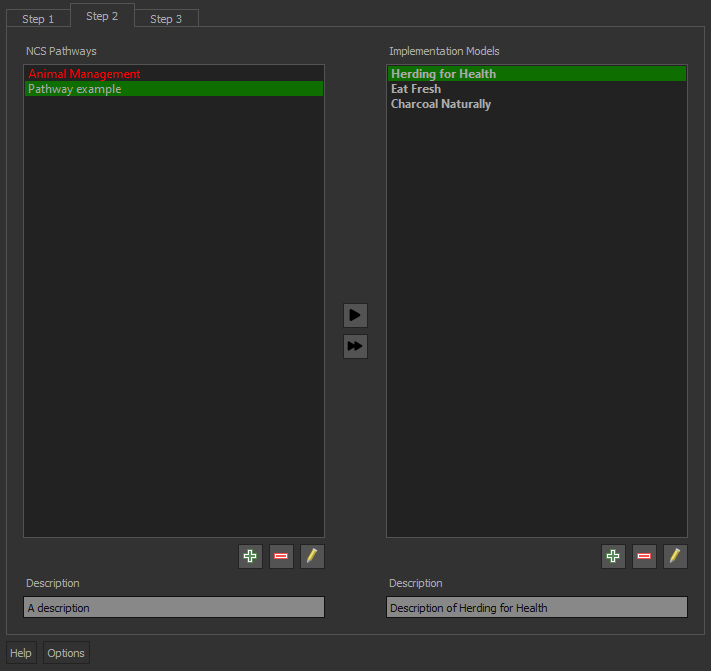 Step 1
Step 2
Step 3
NCS Pathways
Implementation Models
Animal Management
Pathway example
Herding for Health
Eat Fresh
Charcoal Naturally
Description
Description
A description
Description of Herding for Health
Help
Options